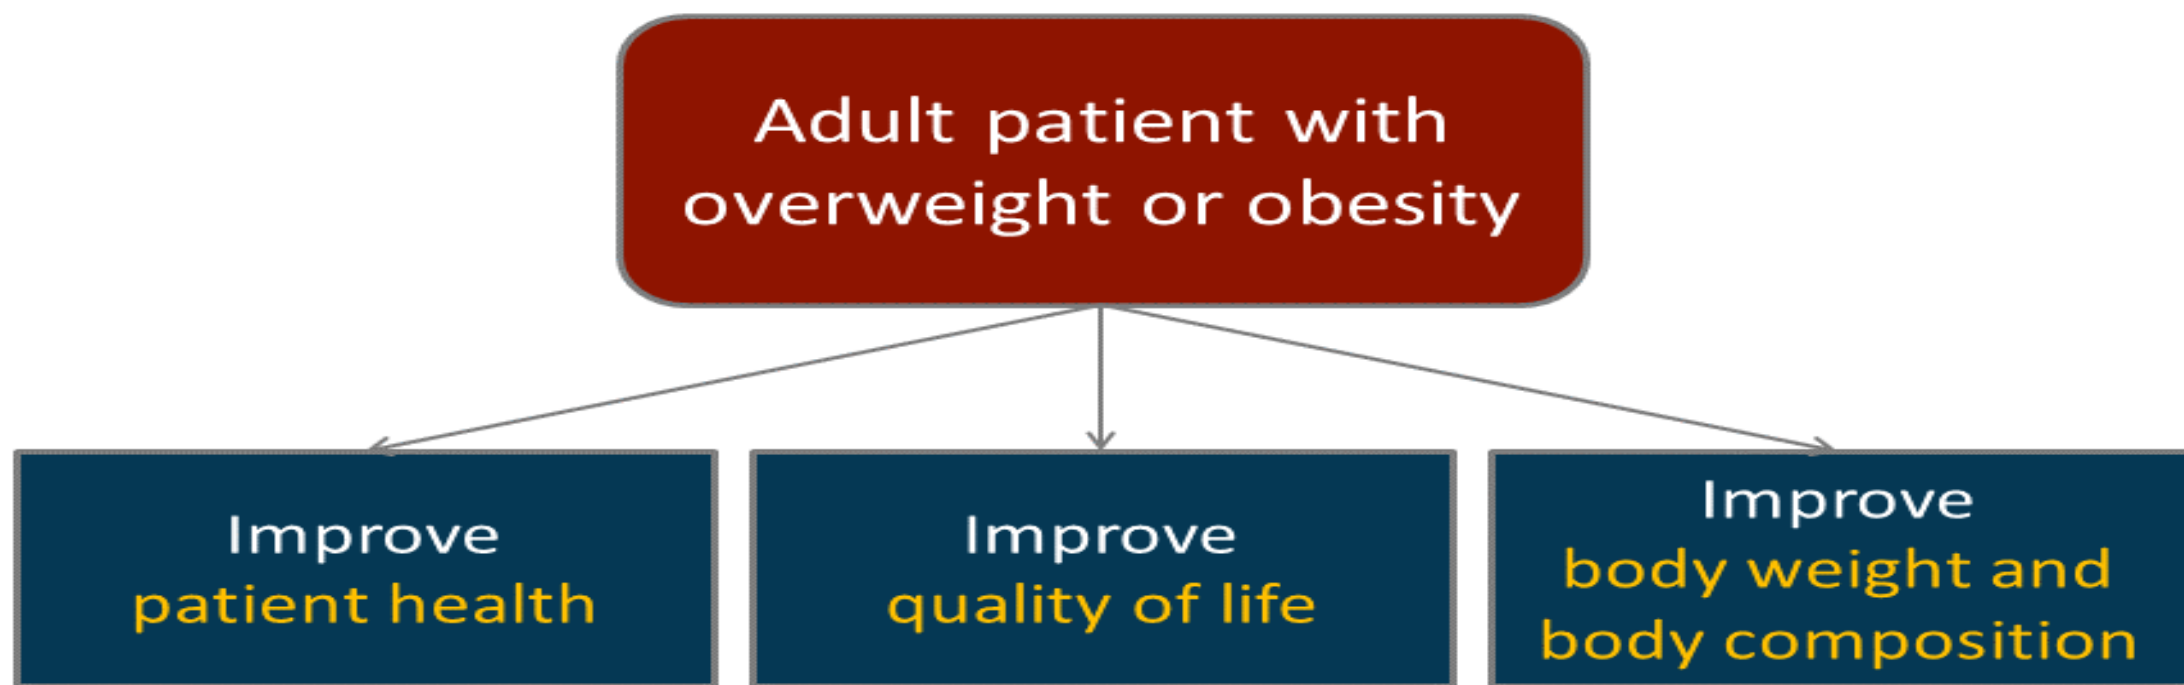 Adult patient with
overweight or obesity
Improve
patient health
Improve
quality of life
Improve
body weight and
body composition